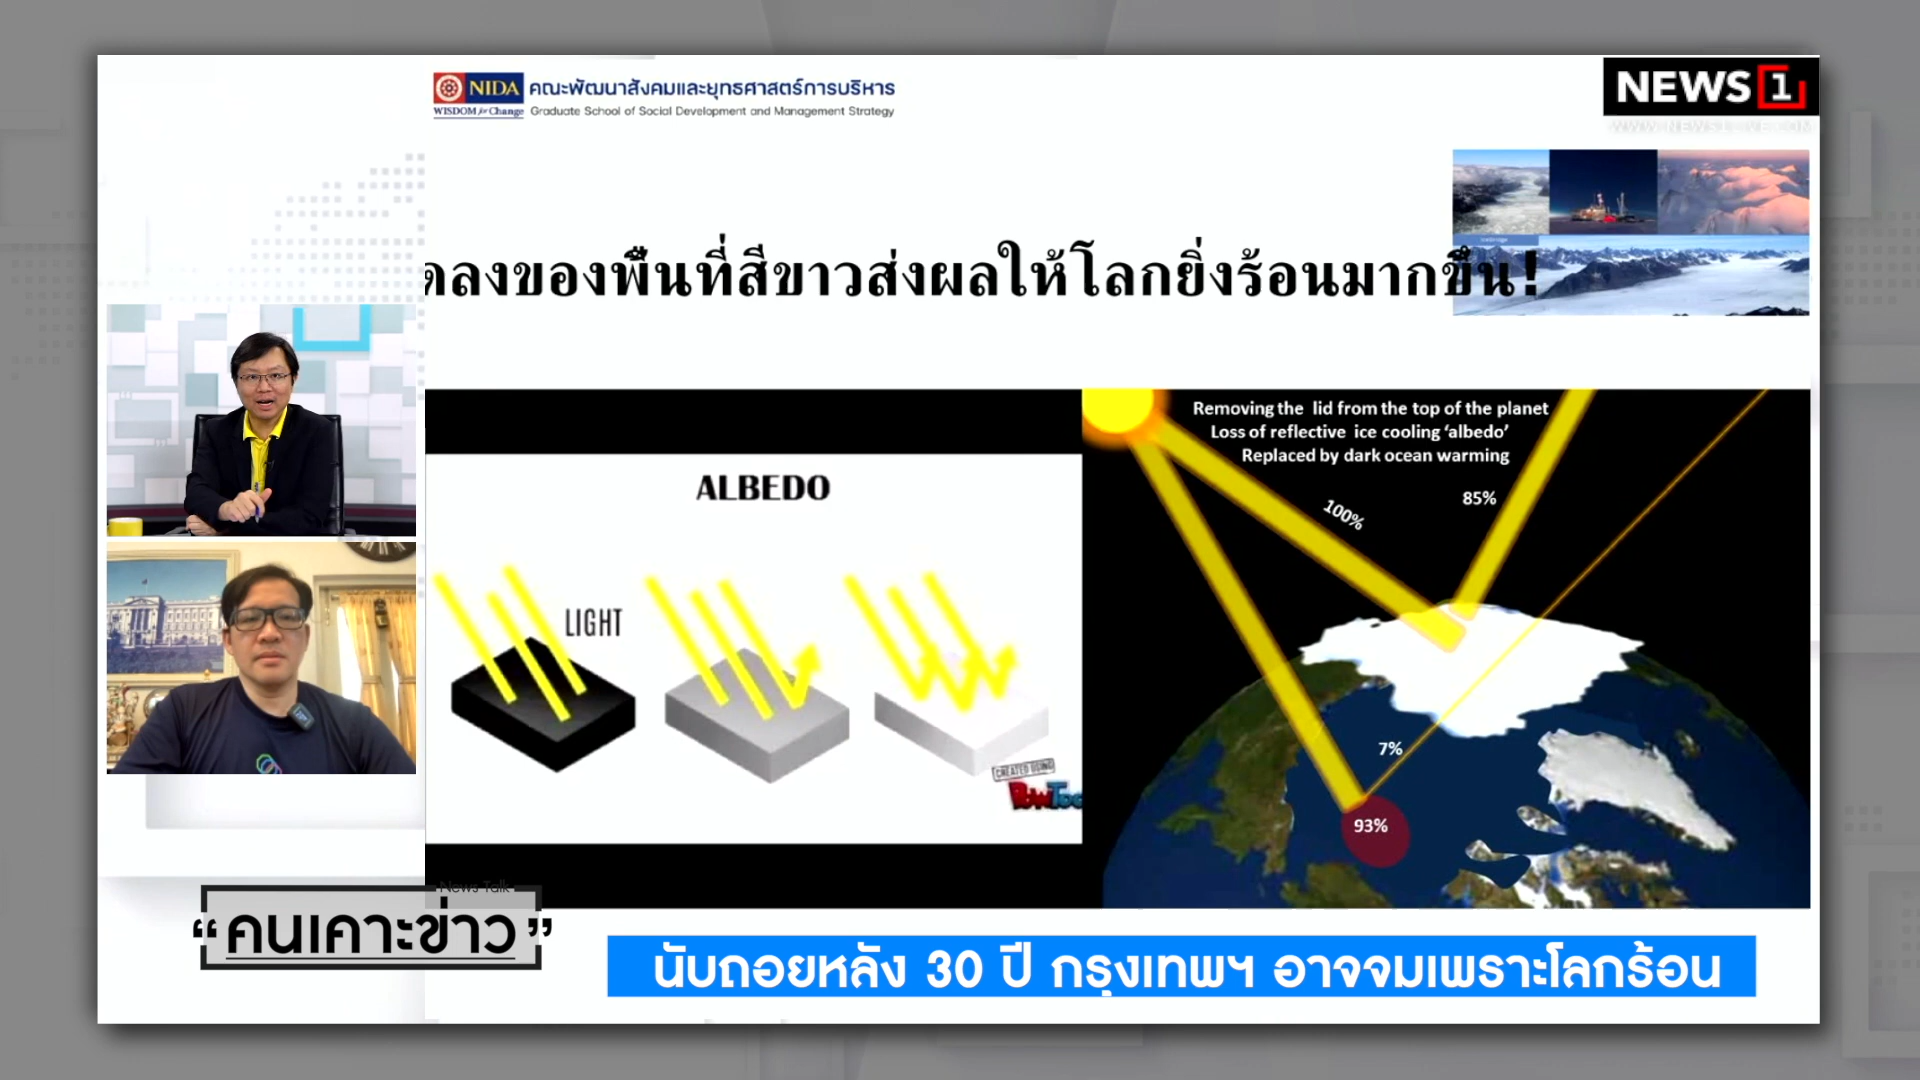 NIDA
WISDOM for Change
คณะพัฒนาสังคมและยุทธศาสตร์การบริหาร
Graduate School of Social Development and Management Strategy
NEWS 1
WWW.NEWS1LIVE.COM
ลงของพื้นที่สีขาวส่งผลให้โลกยิ่งร้อนมากขึ้น!
ALBEDO
LIGHT
CREATED USING
PowToo
Removing the lid from the top of the planet
Loss of reflective ice cooling ‘albedo’
Replaced by dark ocean warming
100%
85%
7%
93%
News Talk
“คนเคาะข่าว”
นับถอยหลัง 30 ปี กรุงเทพฯ อาจจมเพราะโลกร้อน